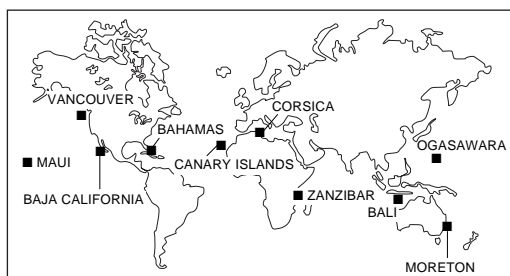 VANCOUVER
CORSICA
BAHAMAS
OGASAWARA
MAUI
CANARY ISLANDS
BAJA CALIFORNIA
ZANZIBAR
BALI
MORETON